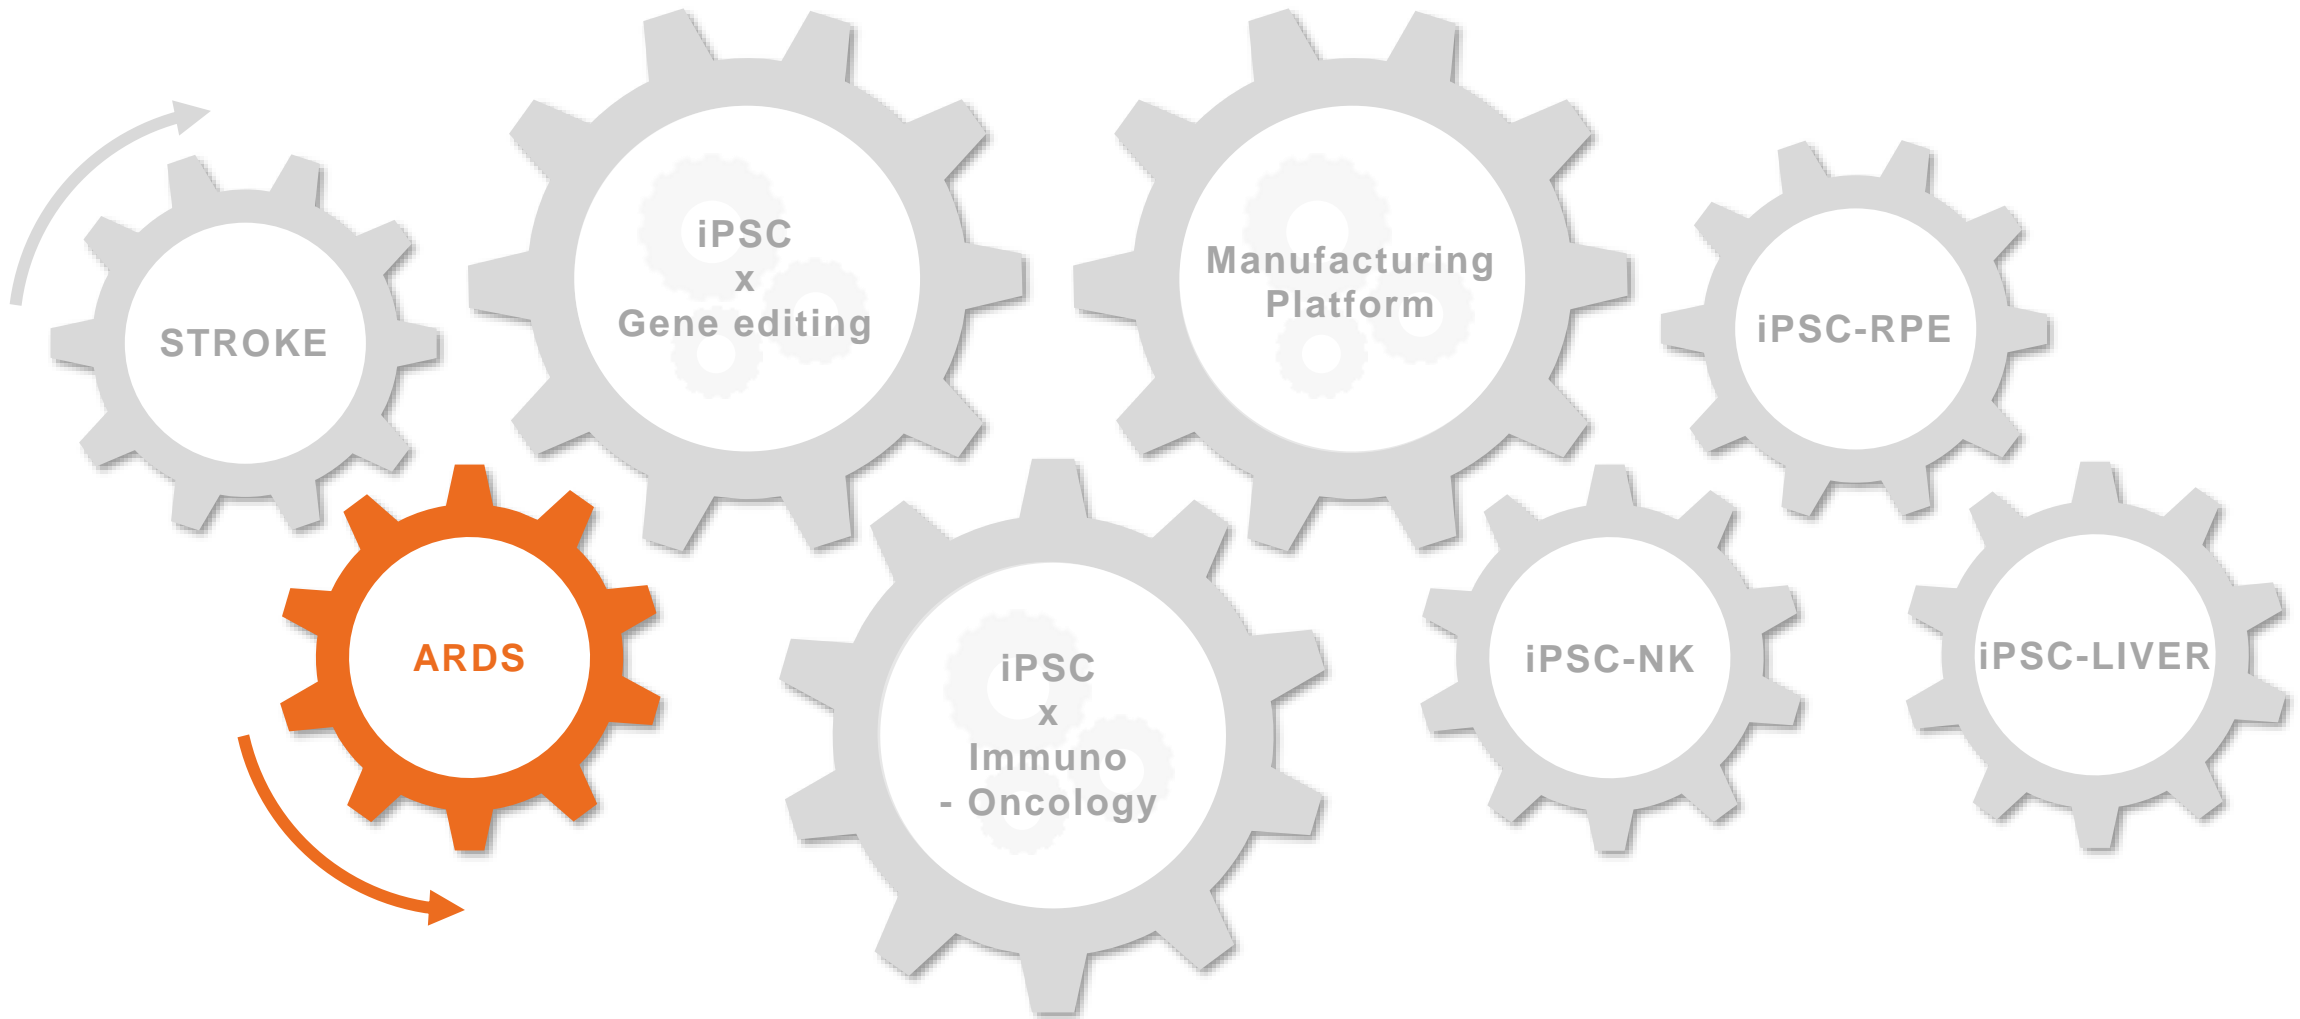 STROKE
iPSC
x
Gene editing
Manufacturing
Platform
iPSC-RPE
ARDS
iPSC
x
Immuno
- Oncology
iPSC-NK
iPSC-LIVER